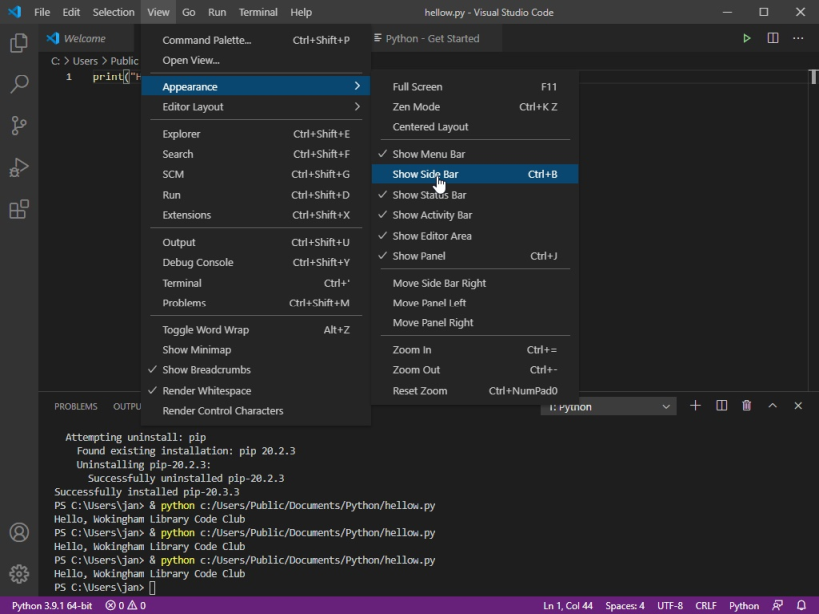 File Edit Selection View Go Run Terminal Help
hellow.py - Visual Studio Code
Welcome
Python - Get Started
C: > Users > Public
1 print("H
Command Palette... Ctrl+Shift+P
Open View...
Appearance
Editor Layout
Explorer Ctrl+Shift+E
Search Ctrl+Shift+F
SCM Ctrl+Shift+G
Run Ctrl+Shift+D
Extensions Ctrl+Shift+X
Output Ctrl+Shift+U
Debug Console Ctrl+Shift+Y
Terminal Ctrl+'
Problems Ctrl+Shift+M
Toggle Word Wrap Alt+Z
Show Minimap
✓ Show Breadcrumbs
✓ Render Whitespace
Render Control Characters
Full Screen F11
Zen Mode Ctrl+K Z
Centered Layout
✓ Show Menu Bar
Show Side Bar Ctrl+B
✓ Show Status Bar
✓ Show Activity Bar
✓ Show Editor Area
✓ Show Panel Ctrl+J
Move Side Bar Right
Move Panel Left
Move Panel Right
Zoom In Ctrl+=
Zoom Out Ctrl+-
Reset Zoom Ctrl+NumPad0
PROBLEMS OUTPU
1: Python
Attempting uninstall: pip
Found existing installation: pip 20.2.3
Uninstalling pip-20.2.3:
Successfully uninstalled pip-20.2.3
Successfully installed pip-20.3.3
PS C:\Users\jan> & python c:/Users/Public/Documents/Python/hellow.py
Hello, Wokingham Library Code Club
PS C:\Users\jan> & python c:/Users/Public/Documents/Python/hellow.py
Hello, Wokingham Library Code Club
PS C:\Users\jan> & python c:/Users/Public/Documents/Python/hellow.py
Hello, Wokingham Library Code Club
PS C:\Users\jan>
Python 3.9.1 64-bit 0 0 Ln 1, Col 44 Spaces: 4 UTF-8 CRLF Python